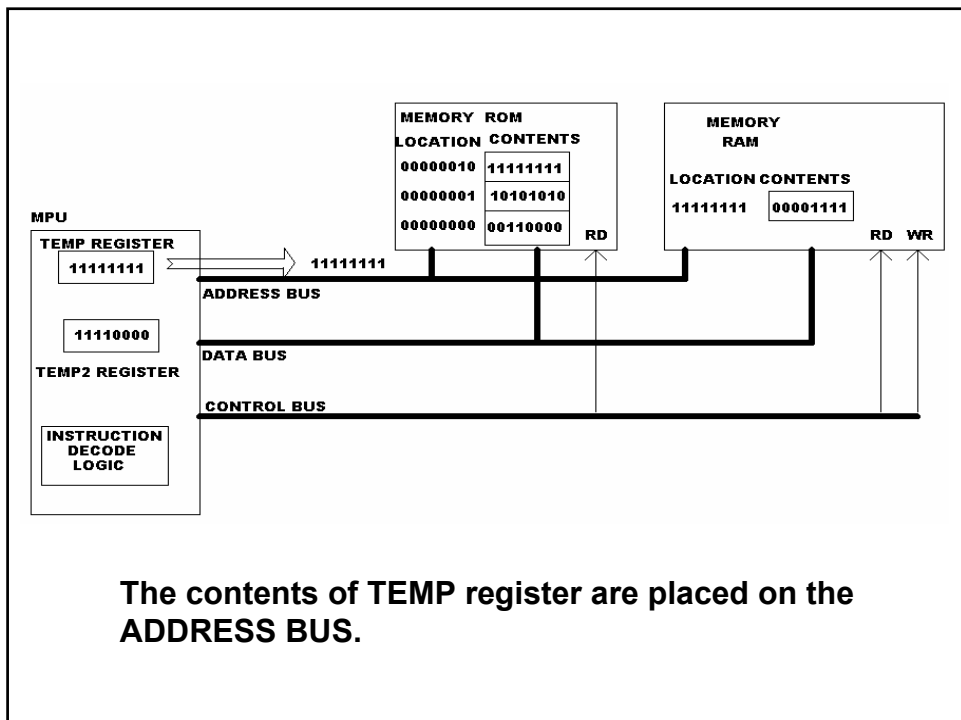 MEMORY ROM
LOCATION CONTENTS
00000010 11111111
00000001 10101010
00000000 00110000
RD
MEMORY
RAM
LOCATION CONTENTS
11111111 00001111
RD WR
MPU
TEMP REGISTER
11111111
11111111
ADDRESS BUS
11110000
DATA BUS
TEMP2 REGISTER
CONTROL BUS
INSTRUCTION
DECODE
LOGIC
The contents of TEMP register are placed on the
ADDRESS BUS.